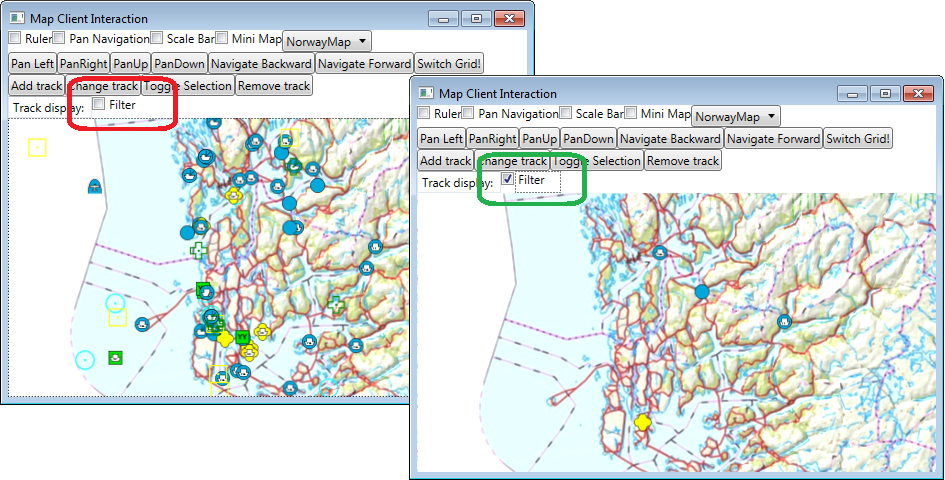 Map Client Interaction
Ruler Pan Navigation Scale Bar Mini Map NorwayMap
Pan Left PanRight PanUp PanDown Navigate Backward Navigate Forward Switch Grid!
Add track Change track Toggle Selection Remove track
Track display: Filter
Map Client Interaction
Ruler Pan Navigation Scale Bar Mini Map NorwayMap
Pan Left PanRight PanUp PanDown Navigate Backward Navigate Forward Switch Grid!
Add track Change track Toggle Selection Remove track
Track display: Filter